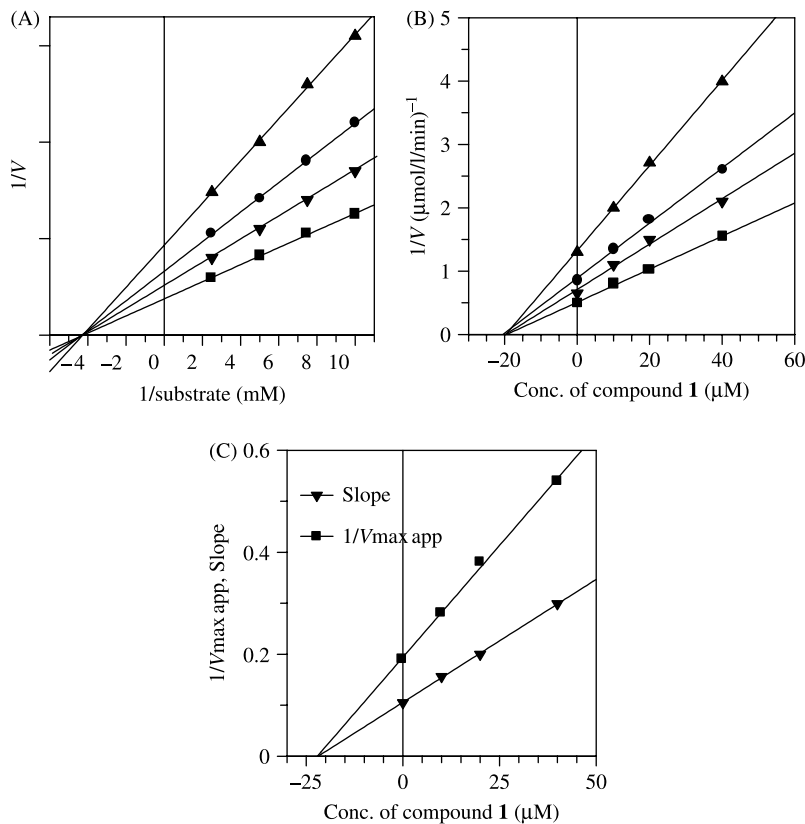 (A)
1/V
−4 −2 0 2 4 6 8 10
1/substrate (mM)
(B)
5
4
3
2
1
0
1/V (μmol/l/min)−1
−20 0 20 40 60
Conc. of compound 1 (μM)
(C)
0.6
0.4
0.2
0
1/Vmax app, Slope
Slope
1/Vmax app
−25 0 25 50
Conc. of compound 1 (μM)